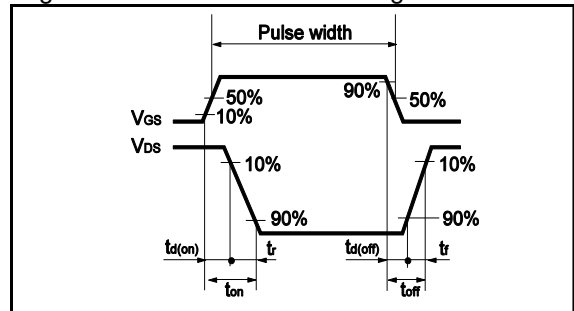 Pulse width
90%
50%
50%
10%
VGS
VDS
10%
10%
90%
90%
td(on)
tr
td(off)
tf
ton
toff